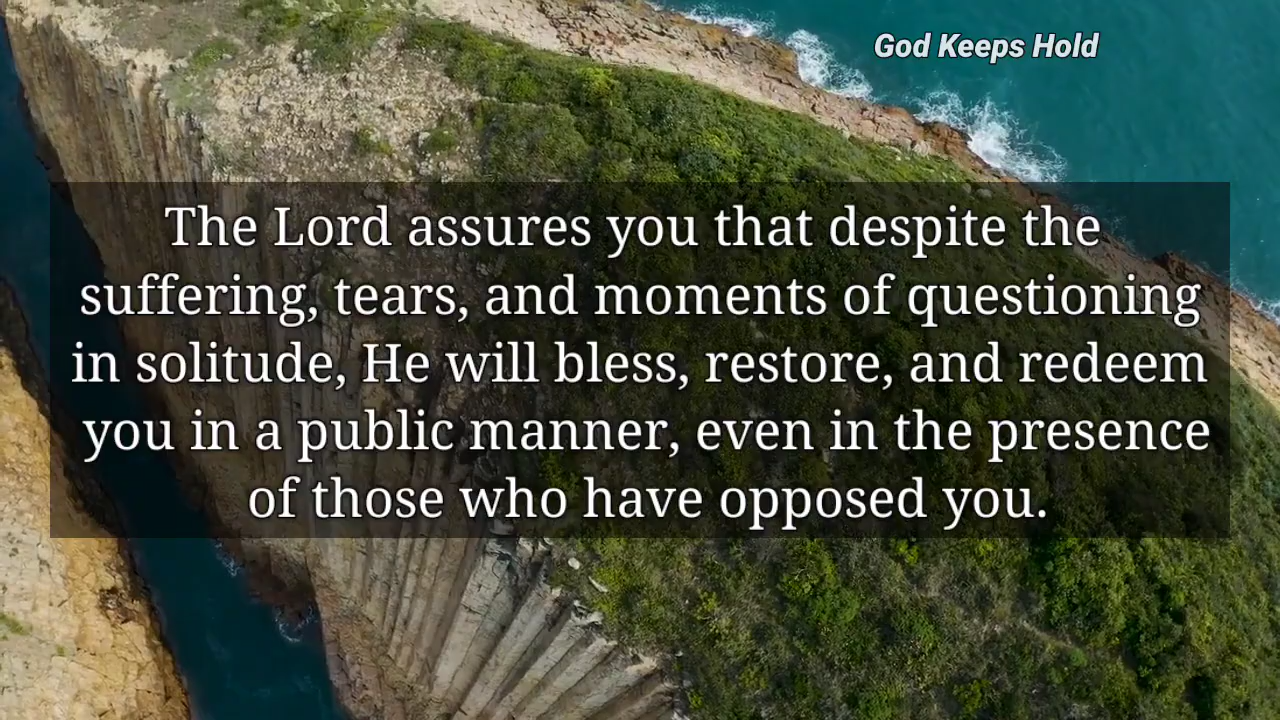 God Keeps Hold
The Lord assures you that despite the
suffering, tears, and moments of questioning
in solitude, He will bless, restore, and redeem
you in a public manner, even in the presence
of those who have opposed you.